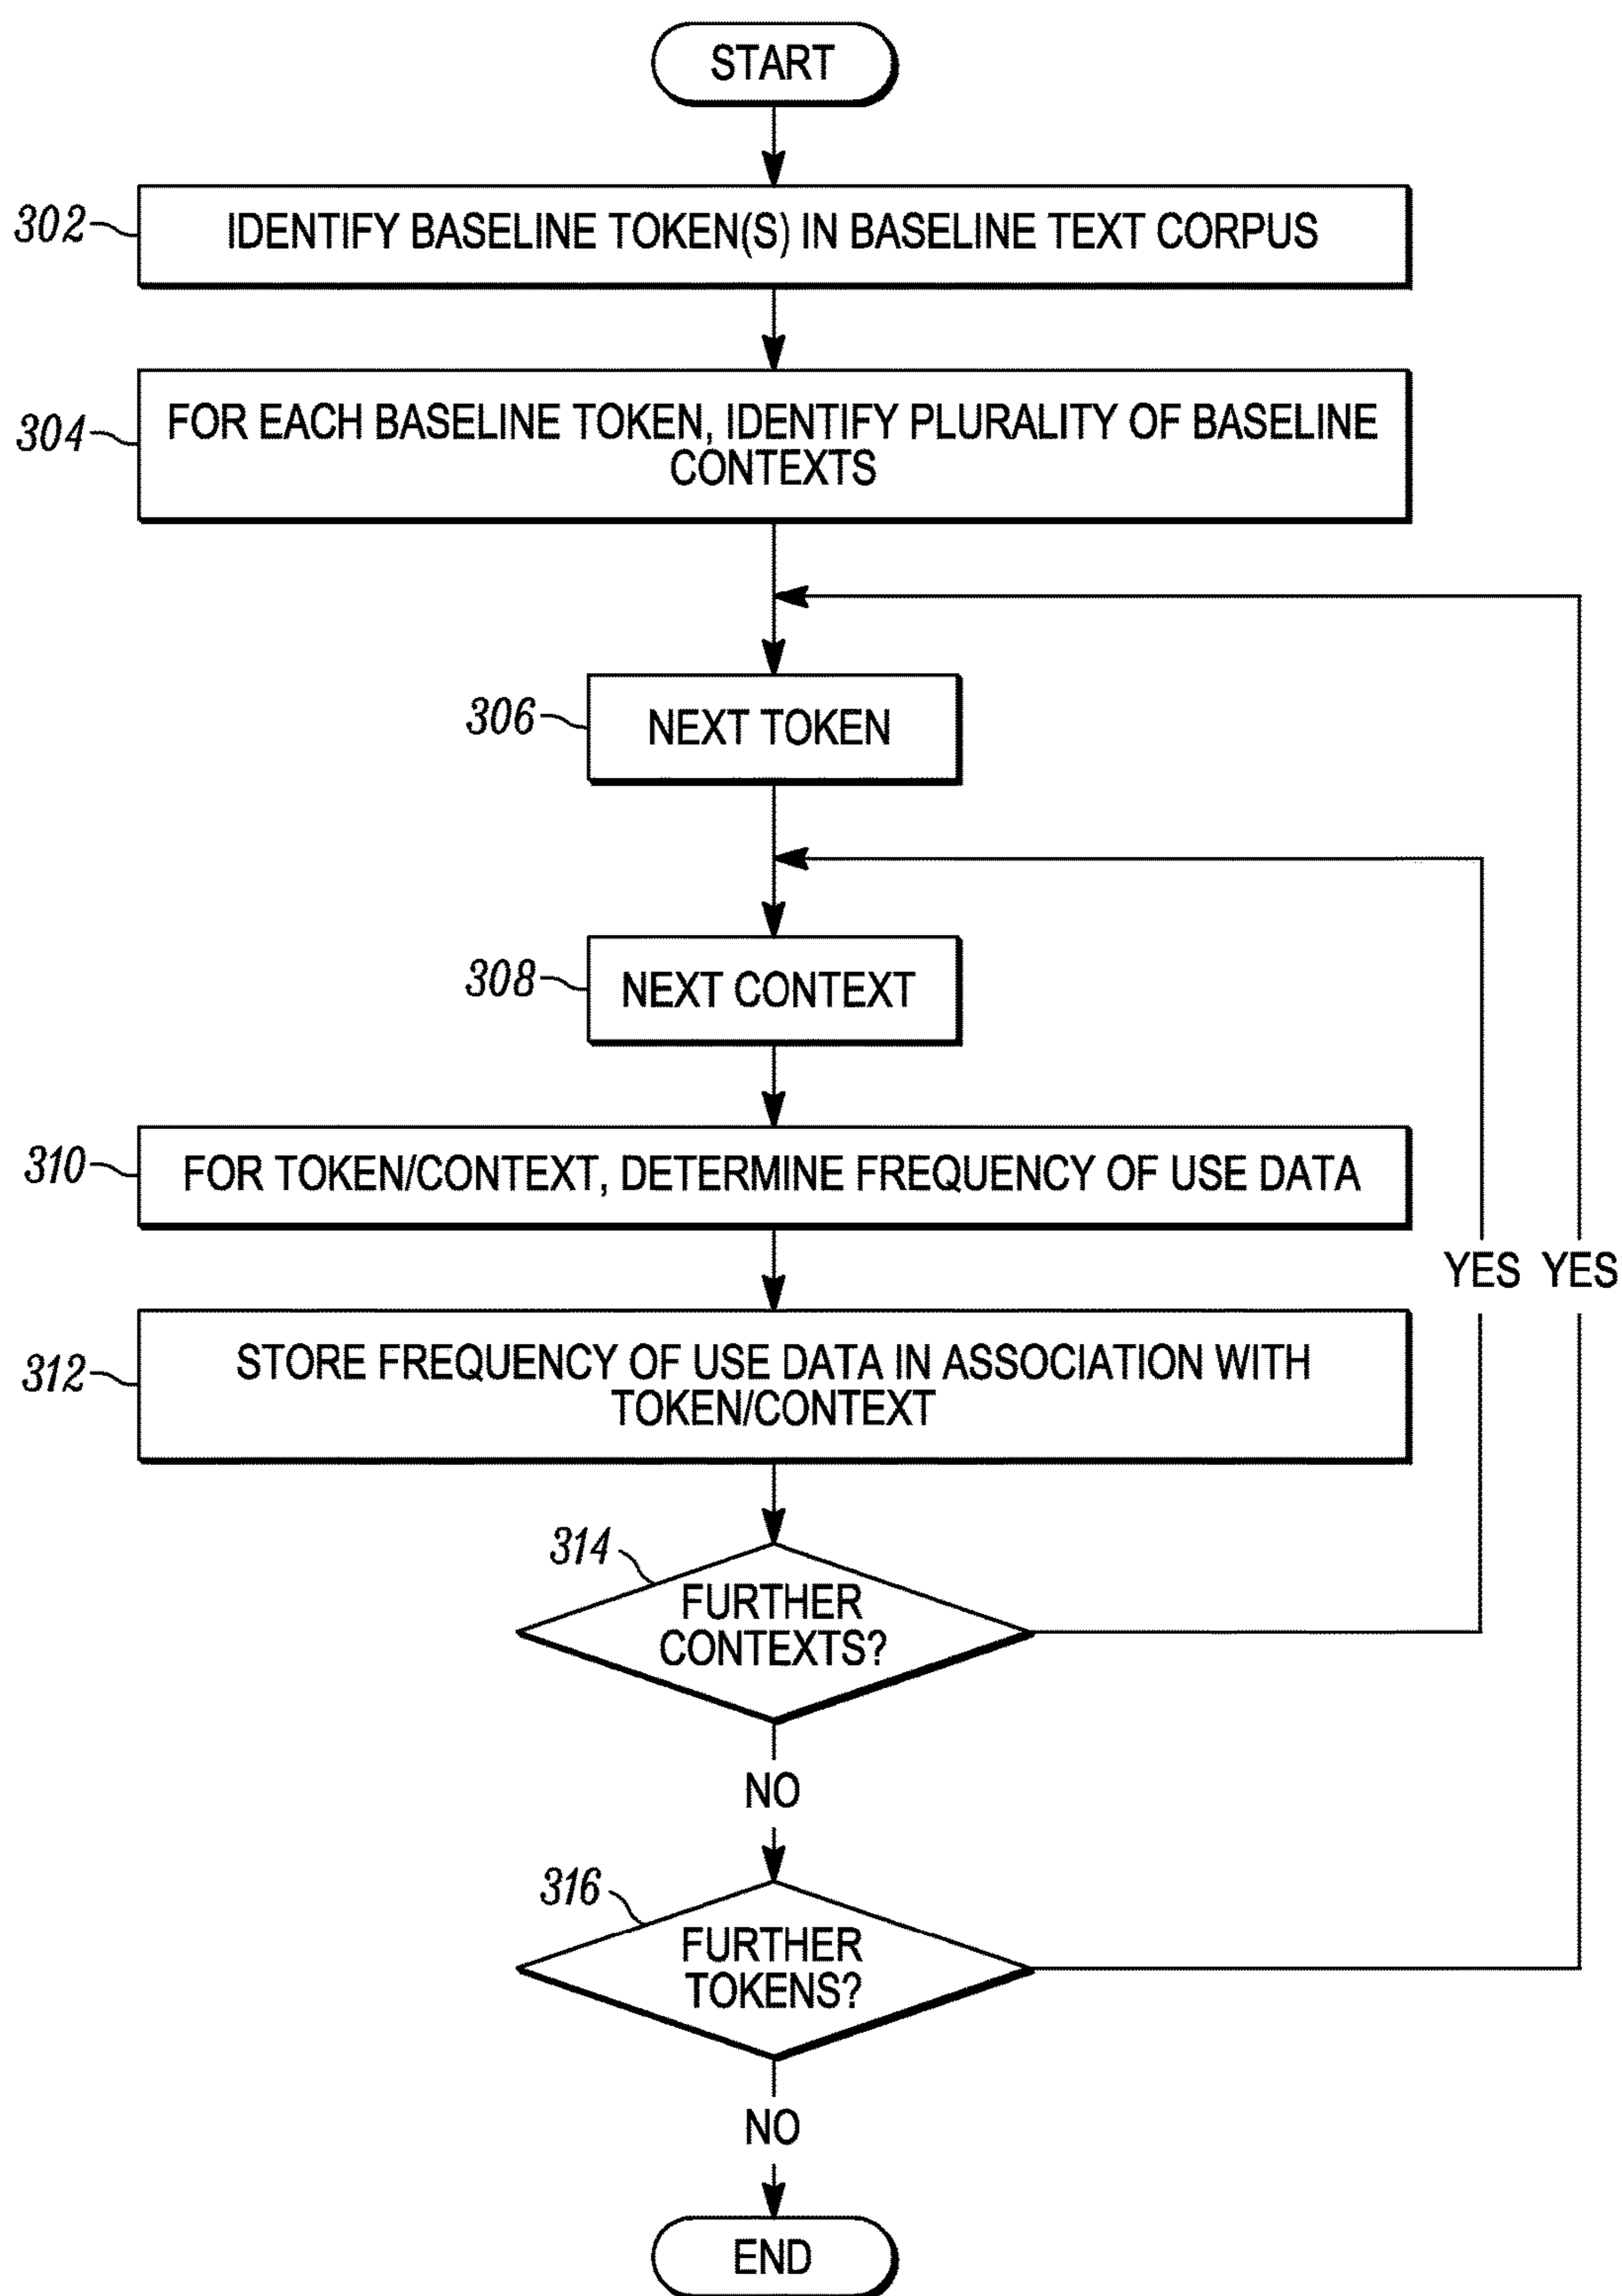 START
302
IDENTIFY BASELINE TOKEN(S) IN BASELINE TEXT CORPUS
304
FOR EACH BASELINE TOKEN, IDENTIFY PLURALITY OF BASELINE
CONTEXTS
306
NEXT TOKEN
308
NEXT CONTEXT
310
FOR TOKEN/CONTEXT, DETERMINE FREQUENCY OF USE DATA
YES YES
312
STORE FREQUENCY OF USE DATA IN ASSOCIATION WITH
TOKEN/CONTEXT
314
FURTHER
CONTEXTS?
NO
316
FURTHER
TOKENS?
NO
END